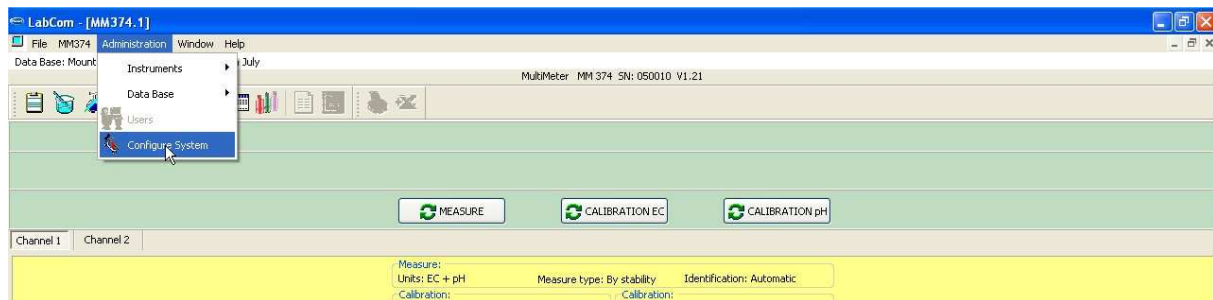 LabCom - [MM374.1]
File MM374 Administration Window Help
Data Base: Mount July
MultiMeter MM 374 SN: 050010 V1.21
Instruments
Data Base
Users
Configure System
MEASURE CALIBRATION EC CALIBRATION pH
Channel 1 Channel 2
Measure:
Units: EC + pH Measure type: By stability Identification: Automatic
Calibration: Calibration: